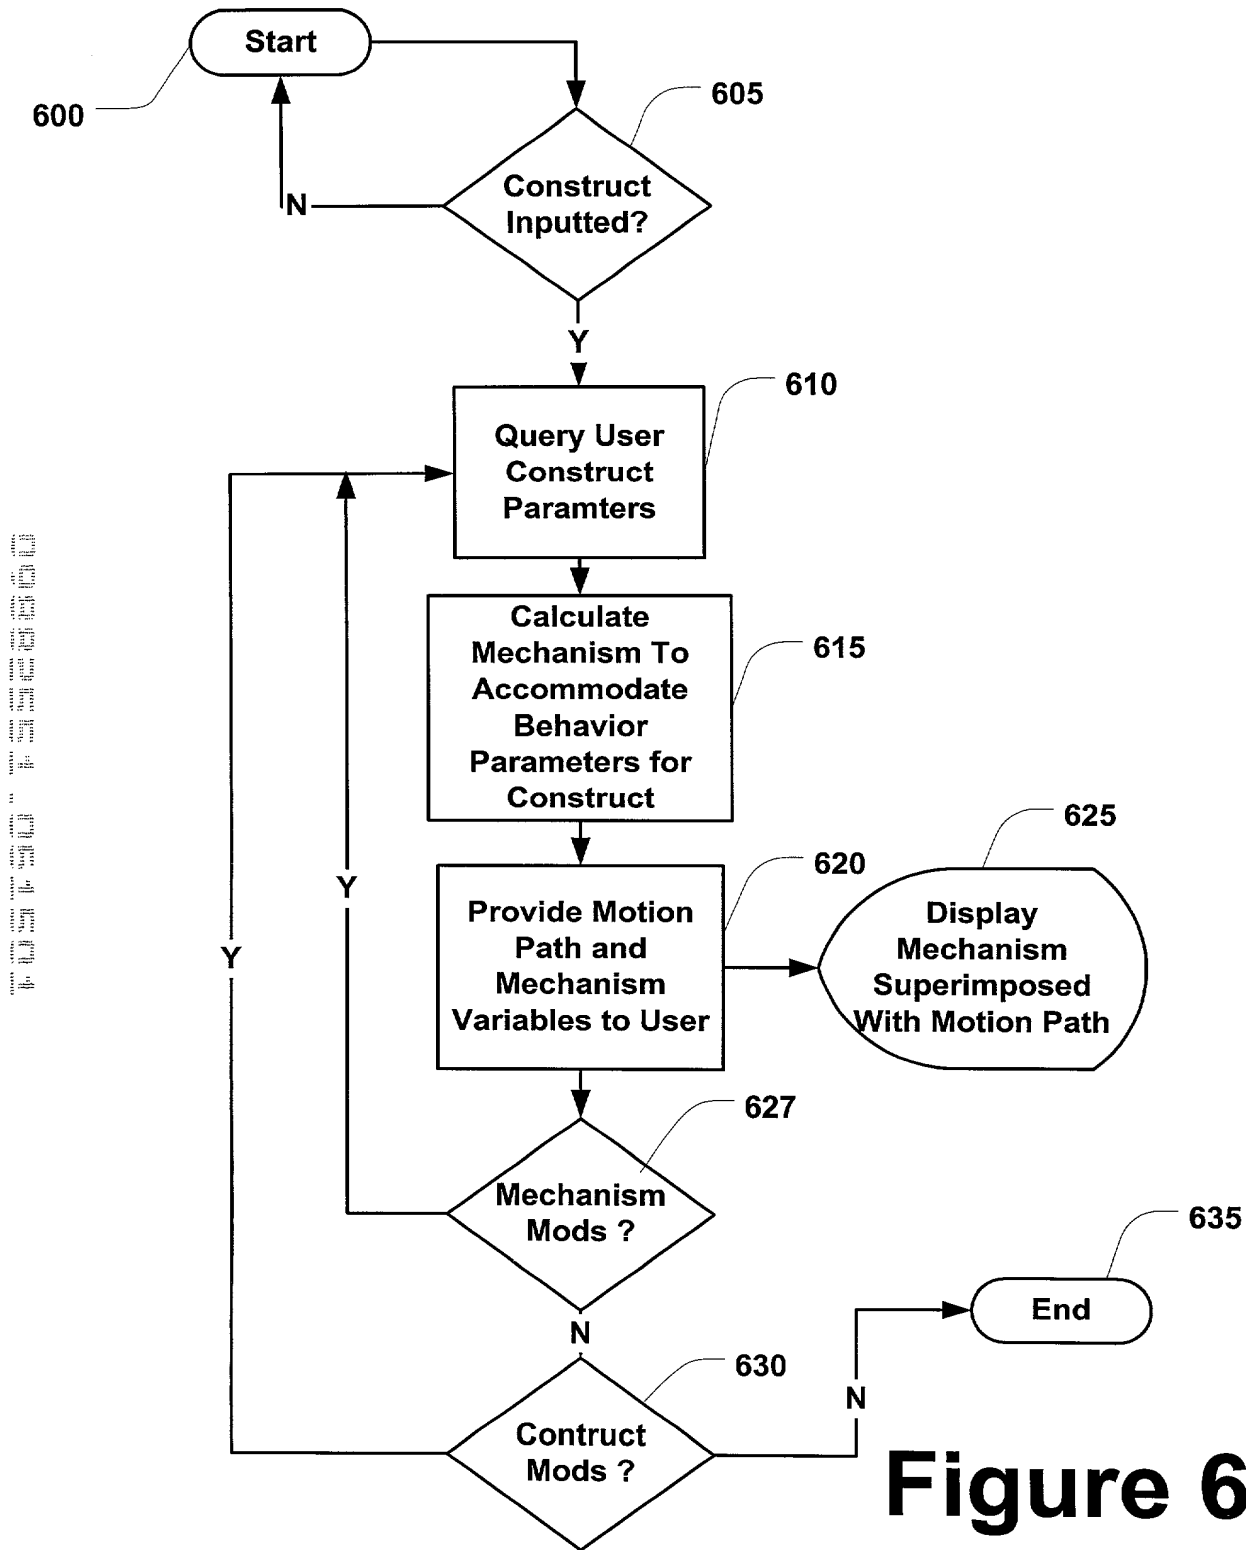 Start
600
605
Construct
Inputted?
N
Y
610
Query User
Construct
Paramters
Calculate
Mechanism To
Accommodate
Behavior
Parameters for
Construct
615
625
620
Y
Provide Motion
Path and
Mechanism
Variables to User
Display
Mechanism
Superimposed
With Motion Path
Y
627
Mechanism
Mods ?
635
End
N
630
N
Contruct
Mods ?
Figure 6